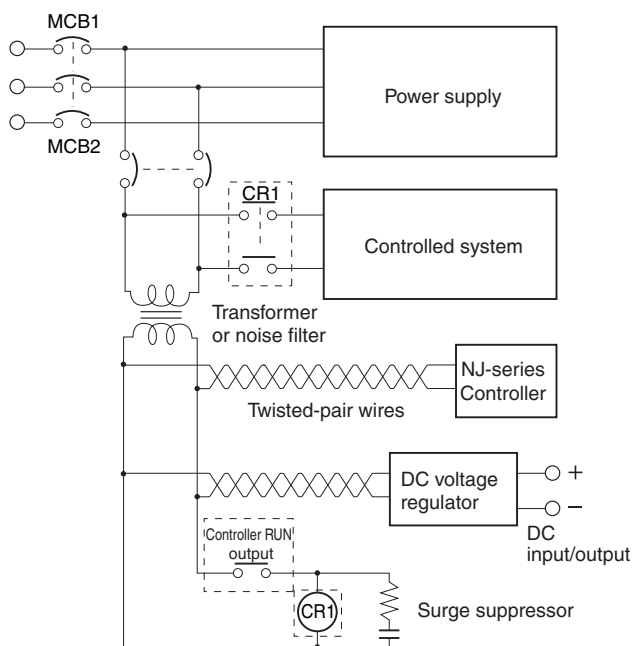 MCB1
Power supply
MCB2
CR1
Controlled system
Transformer
or noise filter
NJ-series
Controller
Twisted-pair wires
DC voltage
regulator
+
−
DC
input/output
Controller RUN
output
CR1
Surge suppressor